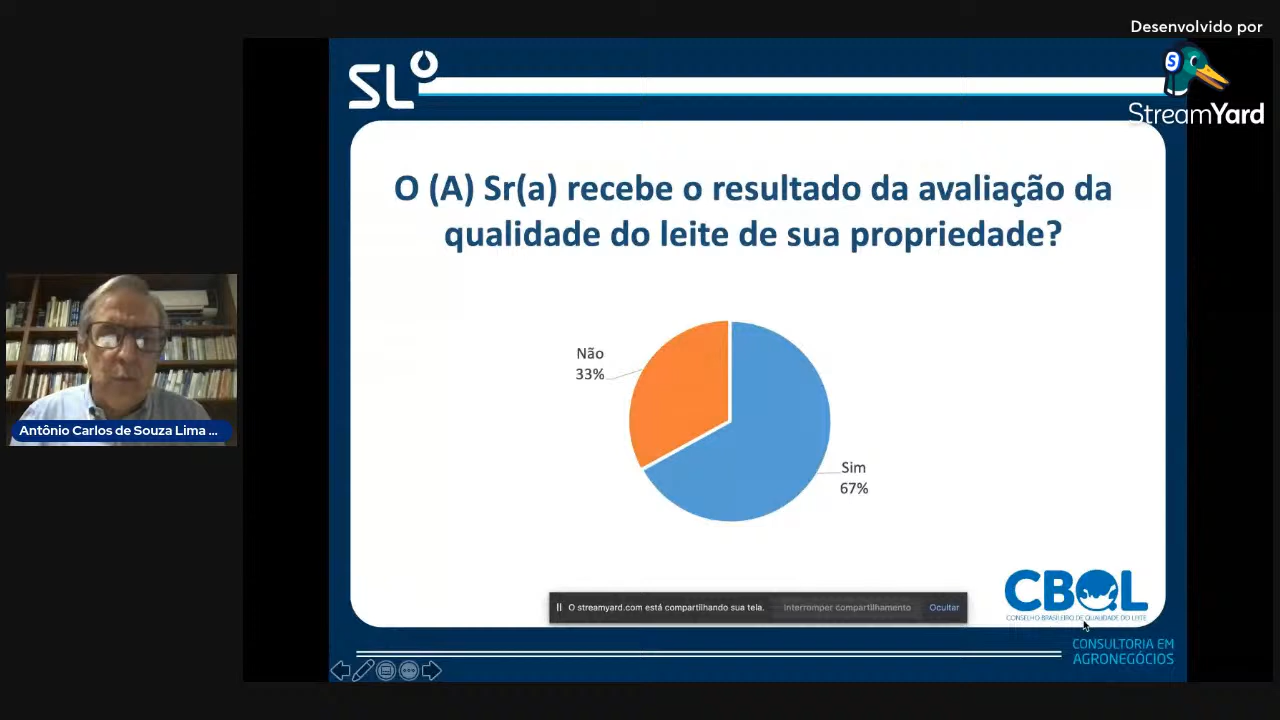 Desenvolvido por
StreamYard
SL
O (A) Sr(a) recebe o resultado da avaliação da
qualidade do leite de sua propriedade?
Não
33%
Sim
67%
Antônio Carlos de Souza Lima ...
O streamyard.com está compartilhando sua tela. Interromper compartilhamento Ocultar
CBQL
CONSELHO BRASILEIRO DE QUALIDADE DO LEITE
CONSULTORIA EM
AGRONEGÓCIOS